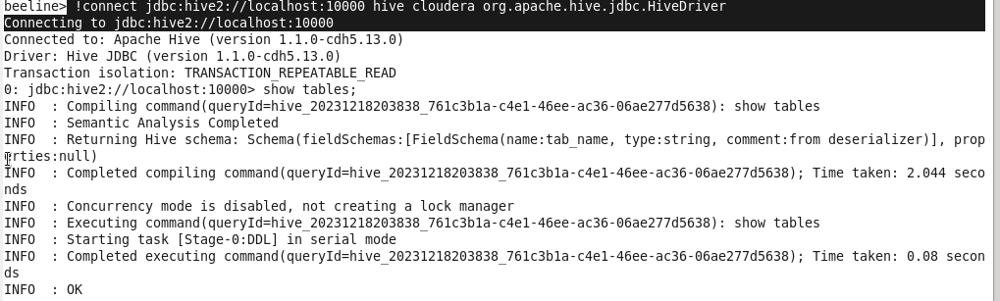 beeline> !connect jdbc:hive2://localhost:10000 hive cloudera org.apache.hive.jdbc.HiveDriver
Connecting to jdbc:hive2://localhost:10000
Connected to: Apache Hive (version 1.1.0-cdh5.13.0)
Driver: Hive JDBC (version 1.1.0-cdh5.13.0)
Transaction isolation: TRANSACTION_REPEATABLE_READ
0: jdbc:hive2://localhost:10000> show tables;
INFO  : Compiling command(queryId=hive_20231218203838_761c3b1a-c4e1-46ee-ac36-06ae277d5638): show tables
INFO  : Semantic Analysis Completed
INFO  : Returning Hive schema: Schema(fieldSchemas:[FieldSchema(name:tab_name, type:string, comment:from deserializer)], prop
erties:null)
INFO  : Completed compiling command(queryId=hive_20231218203838_761c3b1a-c4e1-46ee-ac36-06ae277d5638); Time taken: 2.044 seco
nds
INFO  : Concurrency mode is disabled, not creating a lock manager
INFO  : Executing command(queryId=hive_20231218203838_761c3b1a-c4e1-46ee-ac36-06ae277d5638): show tables
INFO  : Starting task [Stage-0:DDL] in serial mode
INFO  : Completed executing command(queryId=hive_20231218203838_761c3b1a-c4e1-46ee-ac36-06ae277d5638); Time taken: 0.08 secon
ds
INFO  : OK